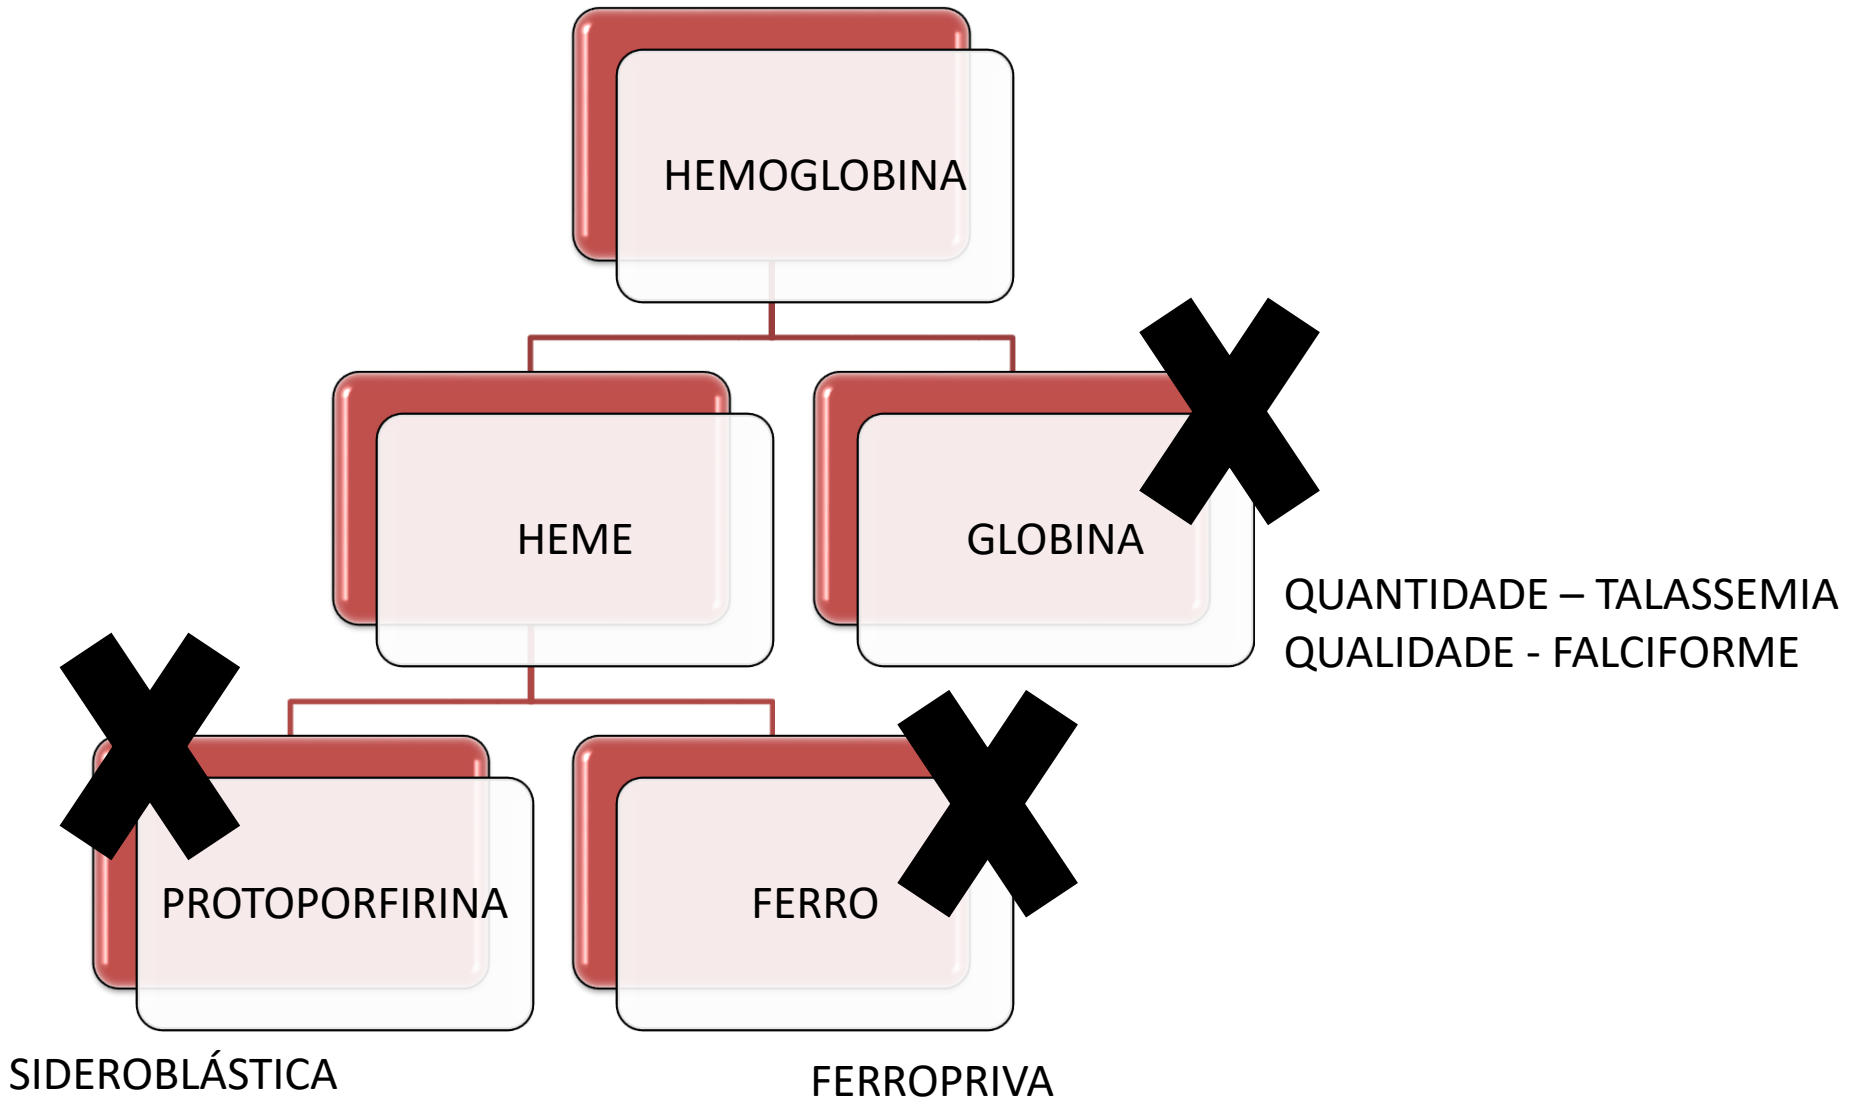 HEMOGLOBINA
HEME
GLOBINA
QUANTIDADE – TALASSEMIA
QUALIDADE - FALCIFORME
PROTOPORFIRINA
FERRO
SIDEROBLÁSTICA
FERROPRIVA